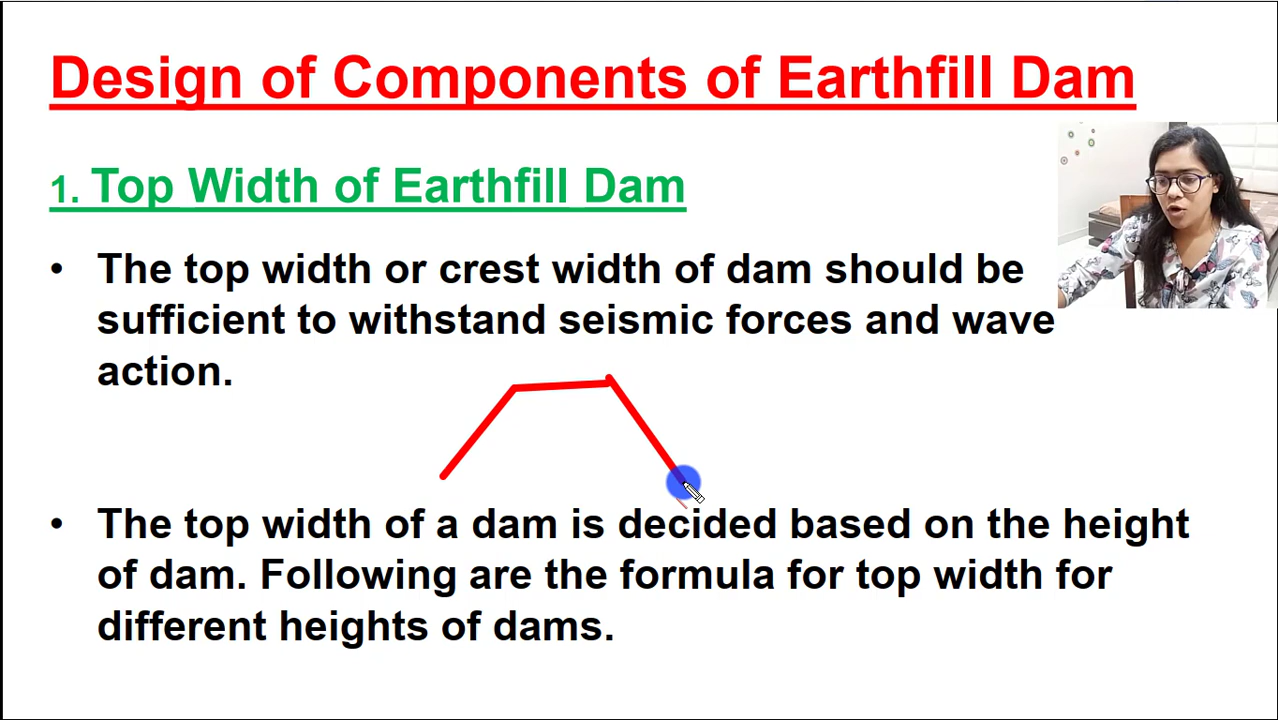 Design of Components of Earthfill Dam
1. Top Width of Earthfill Dam
• The top width or crest width of dam should be
sufficient to withstand seismic forces and wave
action.
• The top width of a dam is decided based on the height
of dam. Following are the formula for top width for
different heights of dams.